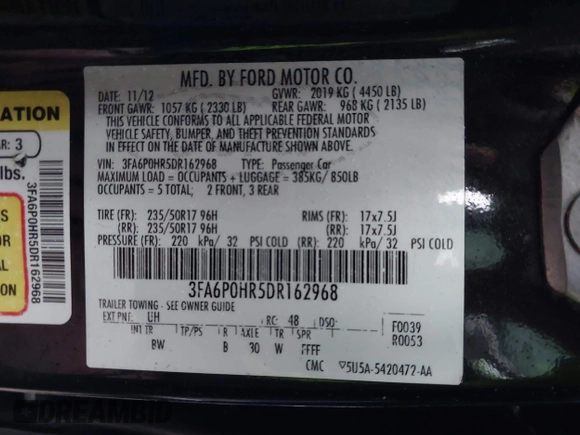 MFD. BY FORD MOTOR CO.
DATE: 11/12 GVWR: 2019 KG ( 4450 LB)
FRONT GAWR: 1057 KG ( 2330 LB) REAR GAWR: 968 KG ( 2135 LB)
THIS VEHICLE CONFORMS TO ALL APPLICABLE FEDERAL MOTOR
VEHICLE SAFETY, BUMPER, AND THEFT PREVENTION STANDARDS
IN EFFECT ON THE DATE OF MANUFACTURE SHOWN ABOVE.
VIN: 3FA6P0HR5DR162968 TYPE: Passenger Car
MAXIMUM LOAD = OCCUPANTS + LUGGAGE = 385KG/ 850LB
OCCUPANTS = 5 TOTAL; 2 FRONT, 3 REAR
TIRE (FR): 235/50R17 96H RIMS (FR): 17x7.5J
(RR): 235/50R17 96H (RR): 17x7.5J
PRESSURE (FR): 220 kPa/ 32 PSI COLD (RR): 220 kPa/ 32 PSI COLD
3FA6P0HR5DR162968
TRAILER TOWING - SEE OWNER GUIDE
EXT PNT: UH RC: 48 DSO: F0039
INT TR TP/PS R AXLE TR SPR R0053
BW B 30 W FFFF
CMC ▽5U5A-5420472-AA
ATION
AR: 3
lbs.
S
OR
AL
3FA6P0HR5DR162968
DREAMBID